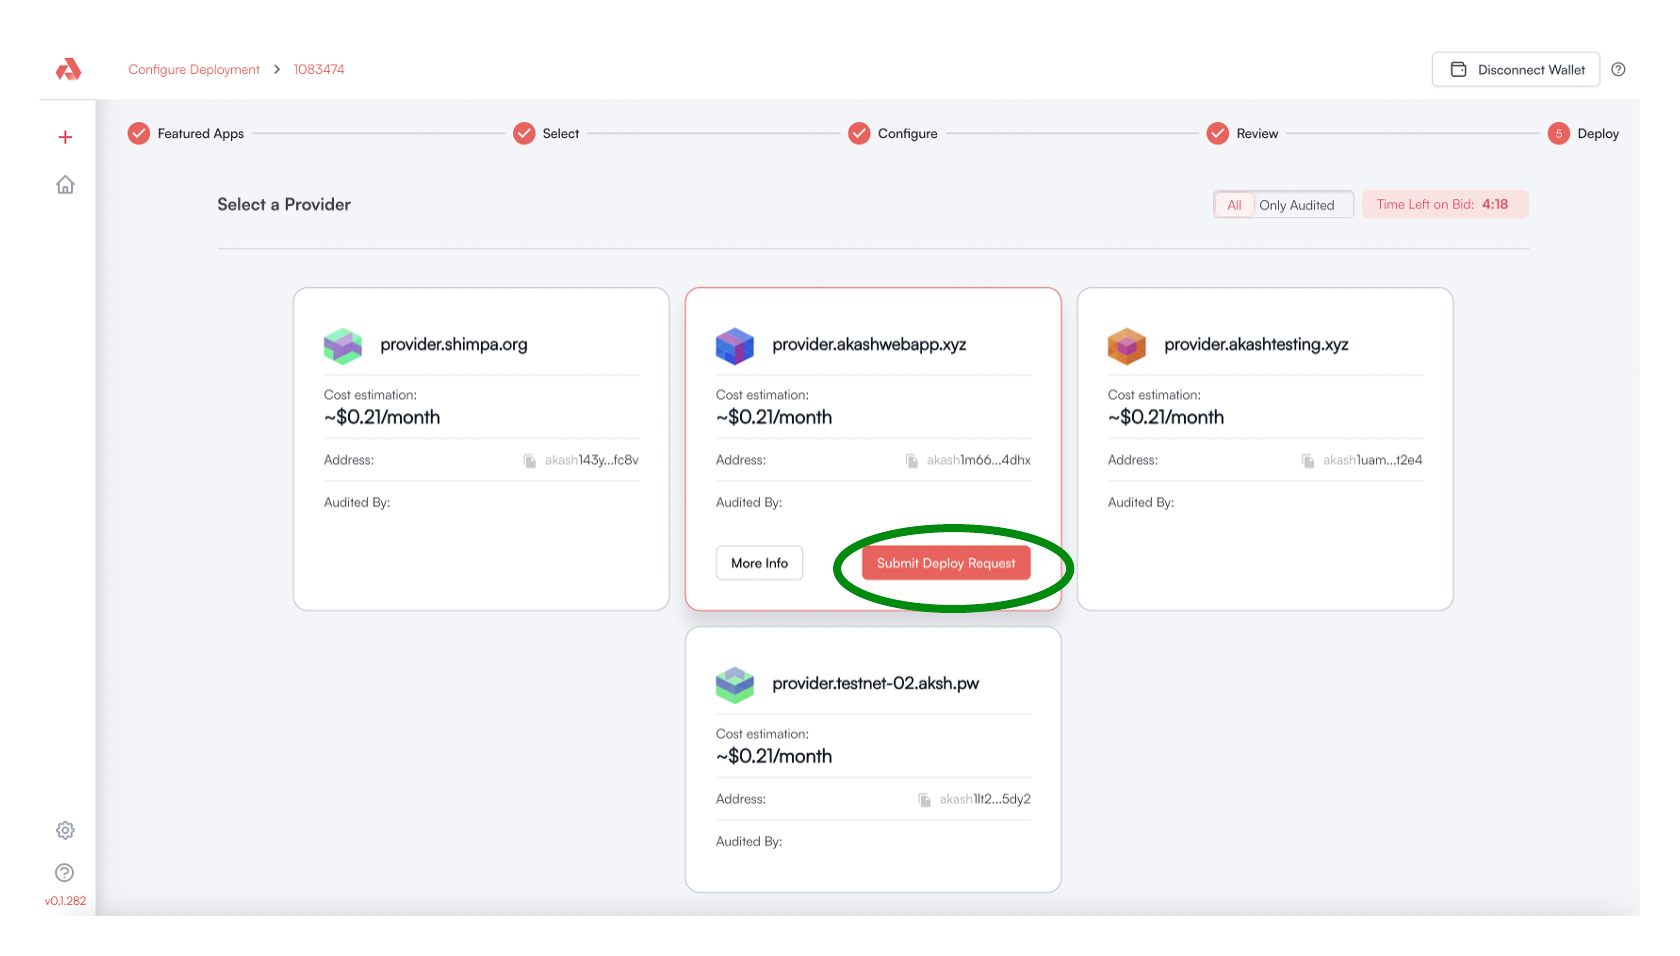 Configure Deployment > 1083474
Disconnect Wallet
Featured Apps
Select
Configure
Review
5 Deploy
Select a Provider
All Only Audited
Time Left on Bid: 4:18
provider.shimpa.org
Cost estimation:
~$0.21/month
Address: akash143y...fc8v
Audited By:
provider.akashwebapp.xyz
Cost estimation:
~$0.21/month
Address: akash1m66...4dhx
Audited By:
More Info
Submit Deploy Request
provider.akashtesting.xyz
Cost estimation:
~$0.21/month
Address: akash1uam...t2e4
Audited By:
provider.testnet-02.aksh.pw
Cost estimation:
~$0.21/month
Address: akash1lt2...5dy2
Audited By:
v0.1.282